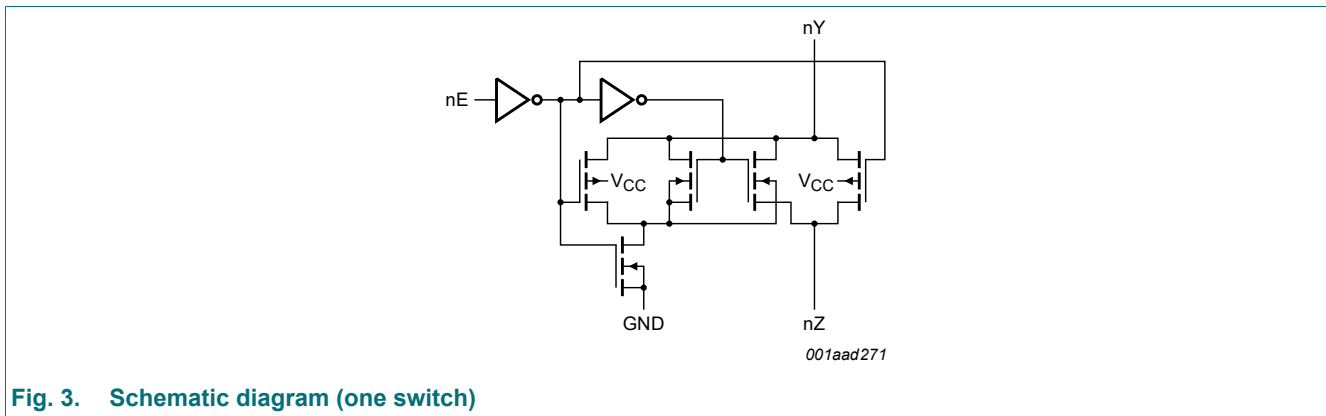 nY
nE
VCC
VCC
GND
nZ
001aad271
Fig. 3. Schematic diagram (one switch)